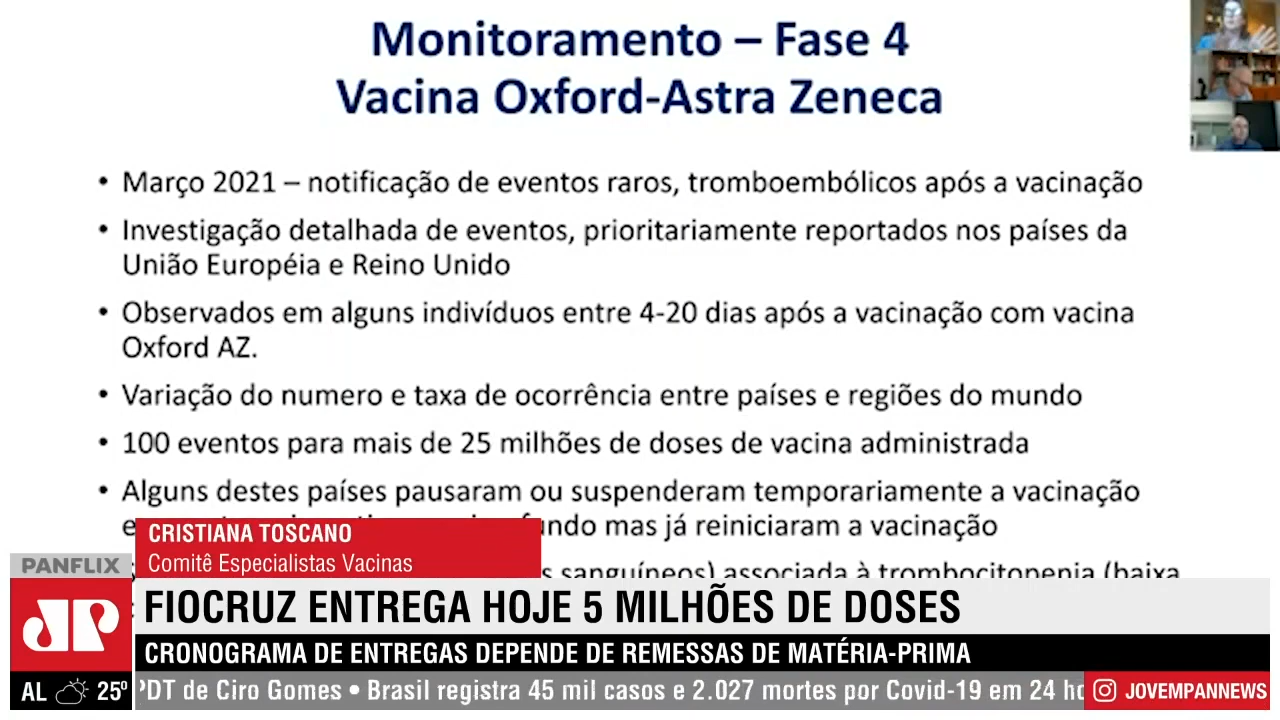 Monitoramento – Fase 4
Vacina Oxford-Astra Zeneca
• Março 2021 – notificação de eventos raros, tromboembólicos após a vacinação
• Investigação detalhada de eventos, prioritariamente reportados nos países da
União Européia e Reino Unido
• Observados em alguns indivíduos entre 4-20 dias após a vacinação com vacina
Oxford AZ.
• Variação do numero e taxa de ocorrência entre países e regiões do mundo
• 100 eventos para mais de 25 milhões de doses de vacina administrada
• Alguns destes países pausaram ou suspenderam temporariamente a vacinação
mas já reiniciaram a vacinação
sanguíneos) associada à trombocitopenia (baixa
CRISTIANA TOSCANO
Comitê Especialistas Vacinas
PANFLIX
JP
FIOCRUZ ENTREGA HOJE 5 MILHÕES DE DOSES
CRONOGRAMA DE ENTREGAS DEPENDE DE REMESSAS DE MATÉRIA-PRIMA
AL 25º PDT de Ciro Gomes • Brasil registra 45 mil casos e 2.027 mortes por Covid-19 em 24 JOVEMPANNEWS